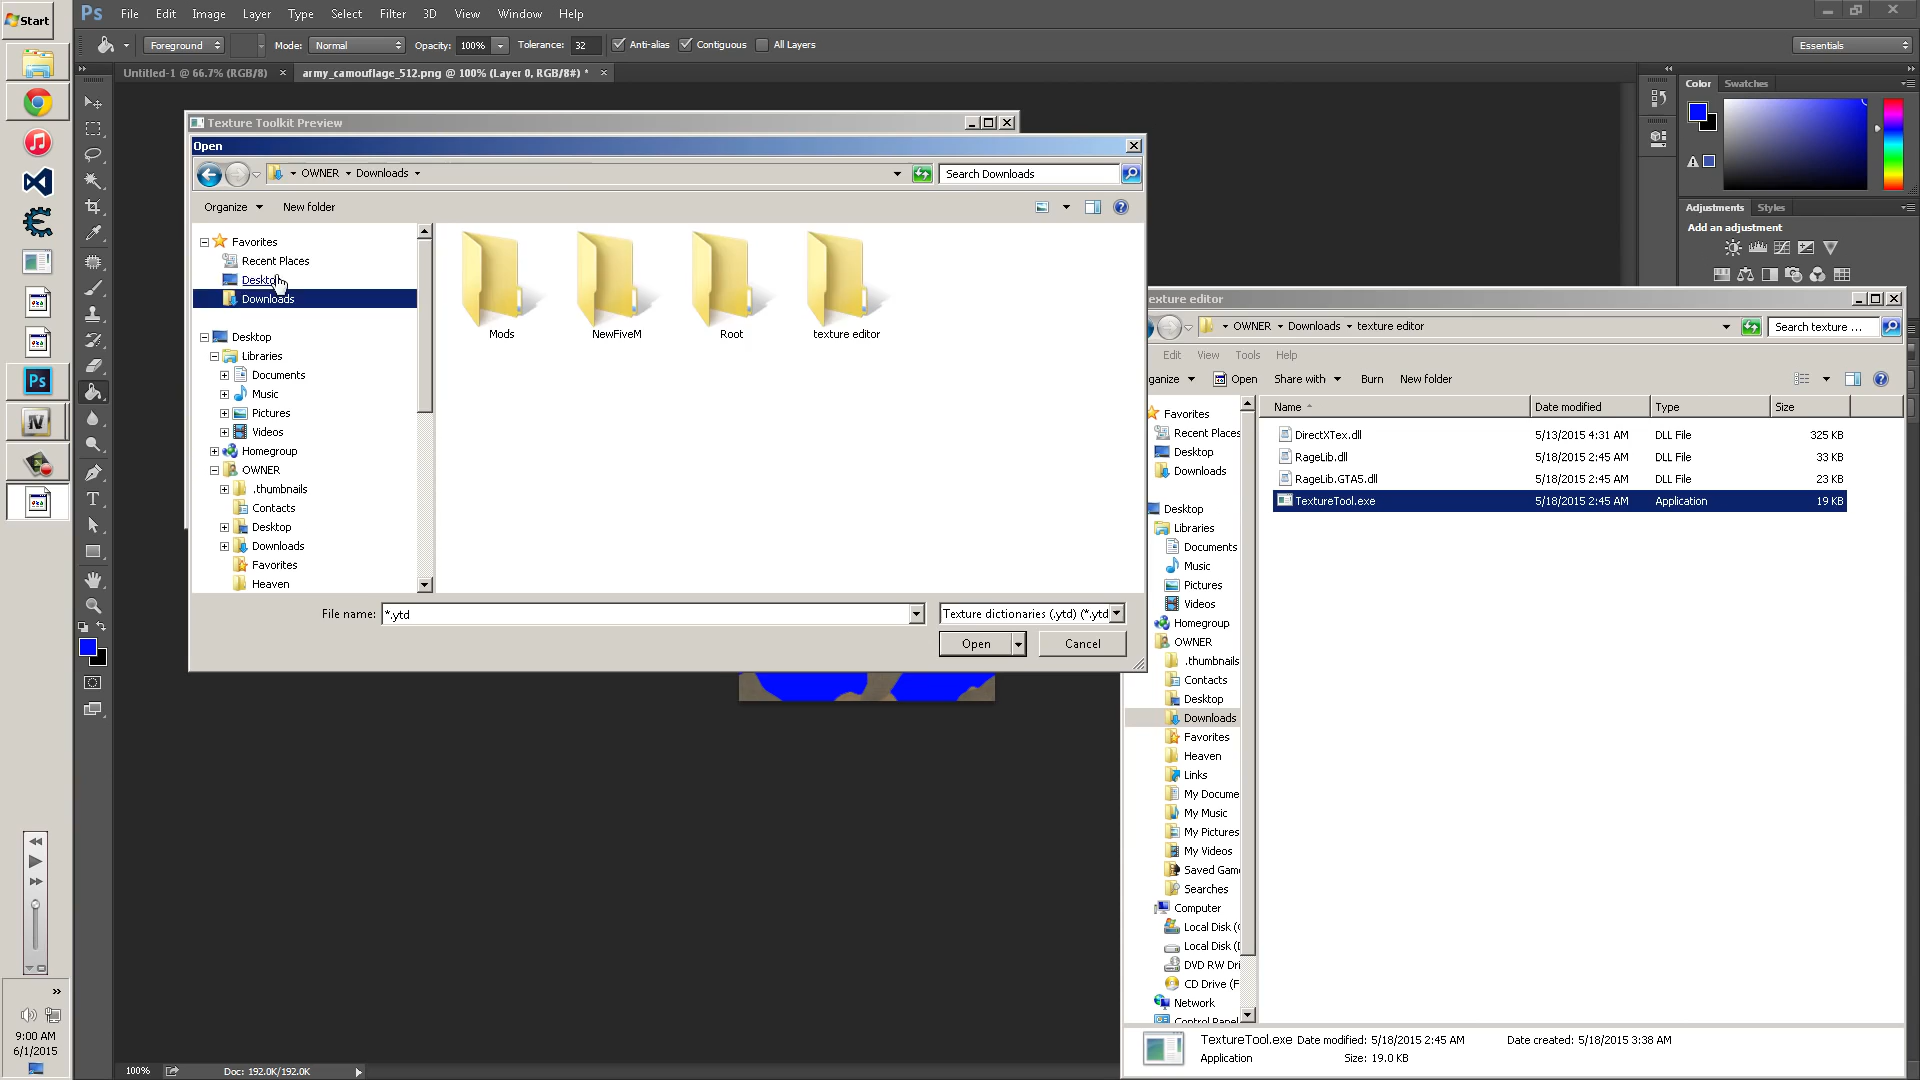 Start
Ps
File
Edit
Image
Layer
Type
Select
Filter
3D
View
Window
Help
Foreground
Mode:
Normal
Opacity:
100%
Tolerance:
32
Anti-alias
Contiguous
All Layers
Essentials
Untitled-1 @ 66.7% (RGB/8)
army_camouflage_512.png @ 100% (Layer 0, RGB/8#) *
Color
Swatches
Adjustments
Styles
Add an adjustment
Texture Toolkit Preview
Open
OWNER
Downloads
Search Downloads
Organize
New folder
Favorites
Recent Places
Desktop
Downloads
Desktop
Libraries
Documents
Music
Pictures
Videos
Homegroup
OWNER
.thumbnails
Contacts
Desktop
Downloads
Favorites
Heaven
Mods
NewFiveM
Root
texture editor
File name:
*.ytd
Texture dictionaries (.ytd) (*.ytd
Open
Cancel
exture editor
OWNER
Downloads
texture editor
Search texture ...
Edit
View
Tools
Help
ganize
Open
Share with
Burn
New folder
Favorites
Recent Places
Desktop
Downloads
Desktop
Libraries
Documents
Music
Pictures
Videos
Homegroup
OWNER
.thumbnails
Contacts
Desktop
Downloads
Favorites
Heaven
Links
My Docume
My Music
My Pictures
My Videos
Saved Game
Searches
Computer
Local Disk (
Local Disk (
DVD RW Dri
CD Drive (F
Network
Control Panel
Name
Date modified
Type
Size
DirectXTex.dll
5/13/2015 4:31 AM
DLL File
325 KB
RageLib.dll
5/18/2015 2:45 AM
DLL File
33 KB
RageLib.GTA5.dll
5/18/2015 2:45 AM
DLL File
23 KB
TextureTool.exe
5/18/2015 2:45 AM
Application
19 KB
TextureTool.exe Date modified: 5/18/2015 2:45 AM
Date created: 5/18/2015 3:38 AM
Application
Size: 19.0 KB
Ps
IV
T
9:00 AM
6/1/2015
100%
Doc: 192.0K/192.0K